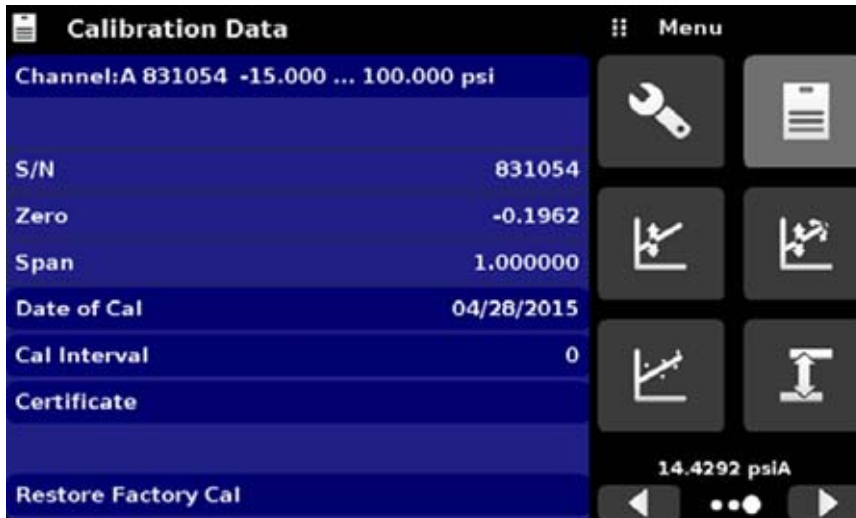 Calibration Data
Menu
Channel:A 831054 -15.000 ... 100.000 psi
S/N 831054
Zero -0.1962
Span 1.000000
Date of Cal 04/28/2015
Cal Interval 0
Certificate
Restore Factory Cal
14.4292 psiA